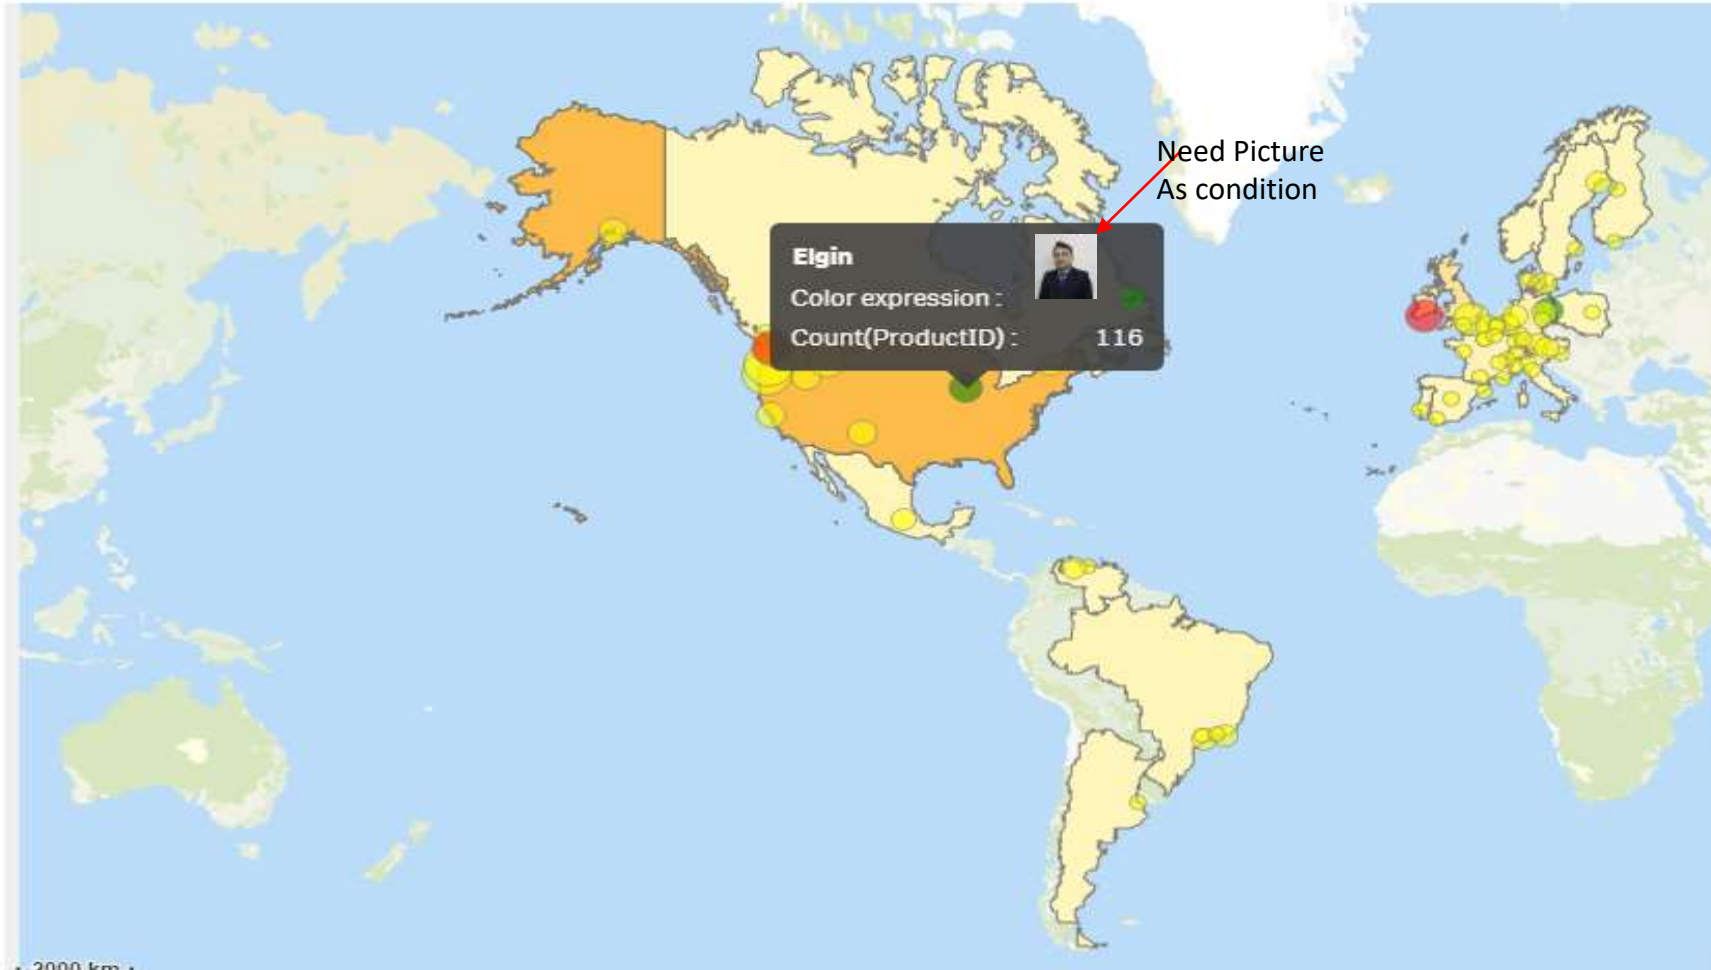 Need Picture
As condition
Elgin
Color expression :
Count(ProductID) : 116